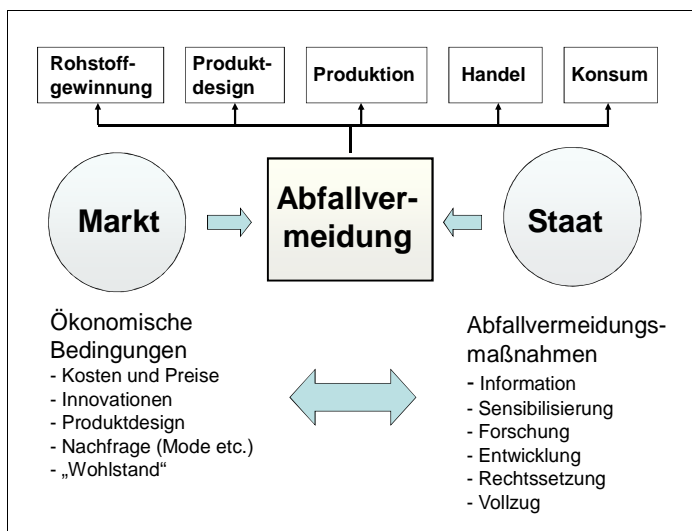 Rohstoff-
gewinnung
Produkt-
design
Produktion
Handel
Konsum
Markt
Abfallver-
meidung
Staat
Ökonomische
Bedingungen
- Kosten und Preise
- Innovationen
- Produktdesign
- Nachfrage (Mode etc.)
- „Wohlstand“
Abfallvermeidungs-
maßnahmen
- Information
- Sensibilisierung
- Forschung
- Entwicklung
- Rechtssetzung
- Vollzug